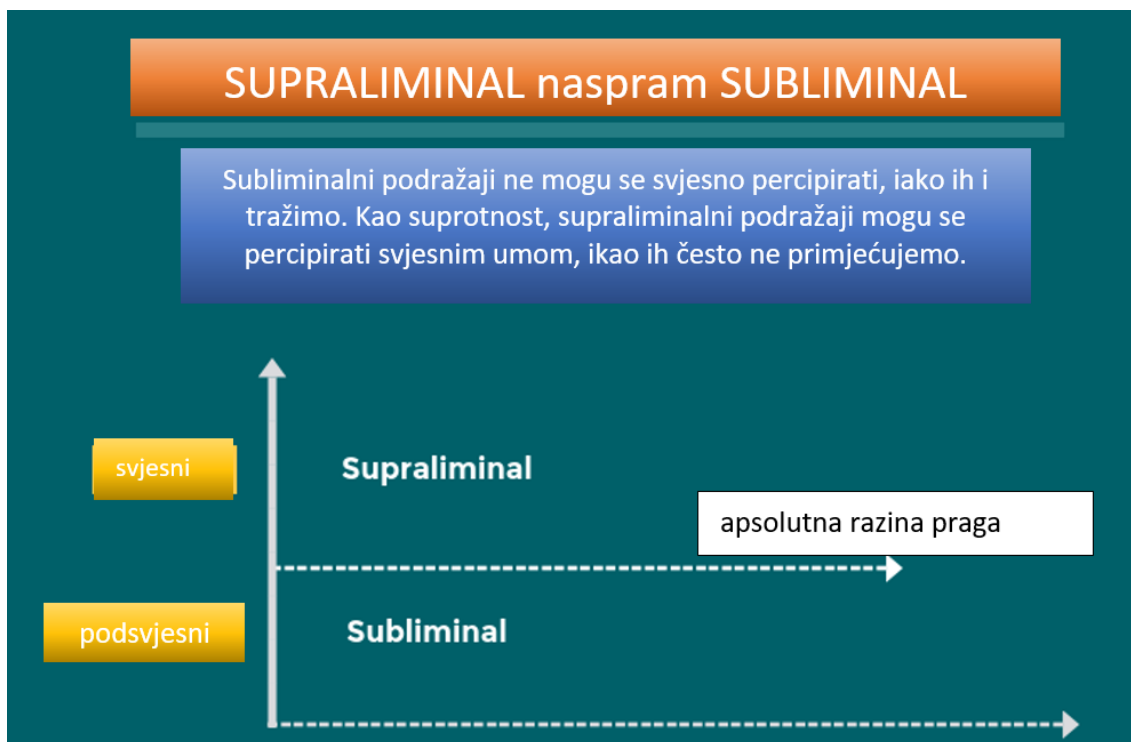 SUPRALIMINAL naspram SUBLIMINAL
Subliminalni podražaji ne mogu se svjesno percipirati, iako ih i
tražimo. Kao suprotnost, supraliminalni podražaji mogu se
percipirati svjesnim umom, ikao ih često ne primjećujemo.
svjesni
Supraliminal
apsolutna razina praga
podsvjesni
Subliminal